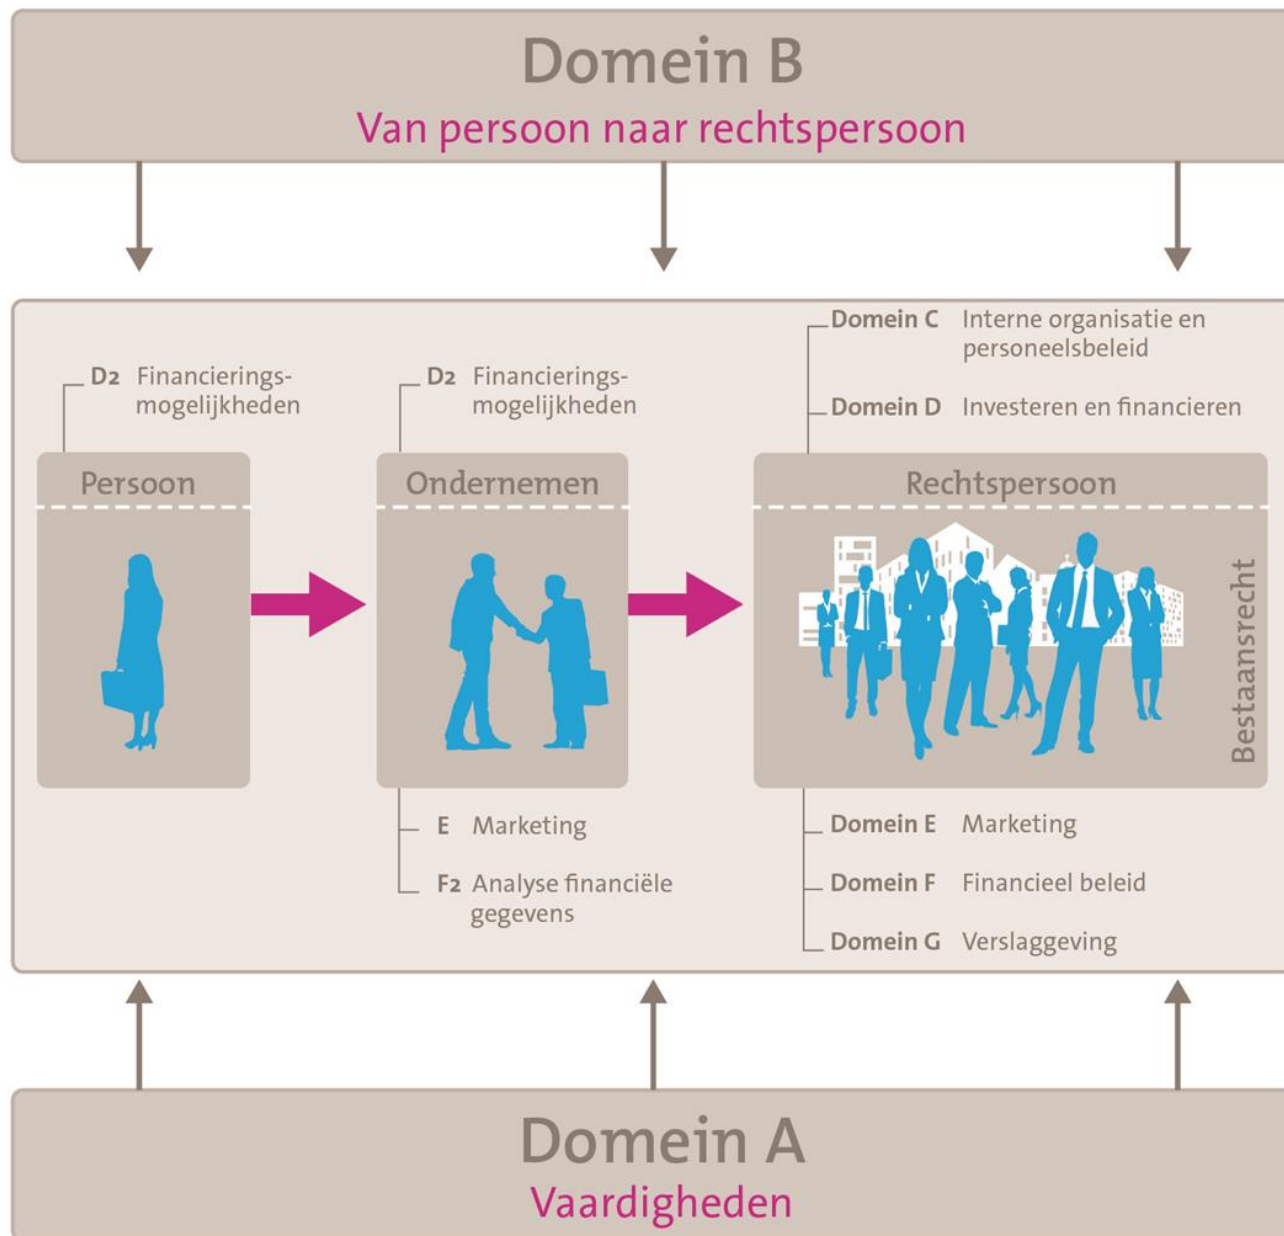 Domein B
Van persoon naar rechtspersoon
D2 Financierings-
mogelijkheden
Persoon
D2 Financierings-
mogelijkheden
Ondernemen
E Marketing
F2 Analyse financiële
gegevens
Domein C Interne organisatie en
personeelsbeleid
Domein D Investeren en financieren
Rechtspersoon
Bestaansrecht
Domein E Marketing
Domein F Financieel beleid
Domein G Verslaggeving
Domein A
Vaardigheden